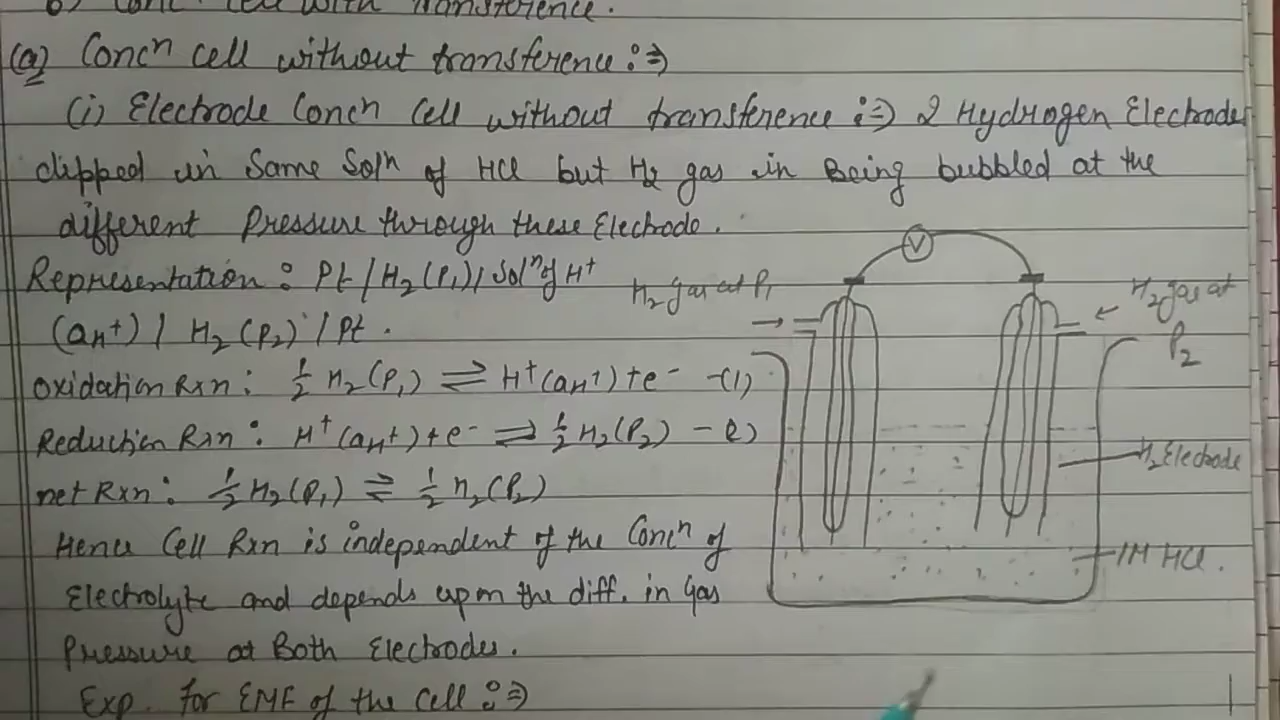 b) Conc. cell with transference.
(a) Concn cell without transference :⇒
(i) Electrode Concn Cell without transference :⇒ 2 Hydrogen Electrode
dipped in Same Soln of HCl but H2 gas in Being bubbled at the
different Pressure through these Electrode.
Representation : Pt / H2 (P1) / Soln of H+
(aH+) / H2 (P2) / Pt .
Oxidation Rxn : 1/2 H2 (P1) ⇌ H+ (aH+) + e- -(1)
Reduction Rxn : H+ (aH+) + e- ⇌ 1/2 H2 (P2) - 2)
net Rxn : 1/2 H2 (P1) ⇌ 1/2 H2 (P2)
Hence Cell Rxn is independent of the Concn of
Electrolyte and depends upon the diff. in Gas
Pressure at Both Electrodes.
Exp. for EMF of the Cell :⇒
V
H2 gas at P1
H2 gas at
P2
H2 Electrode
1M HCl .